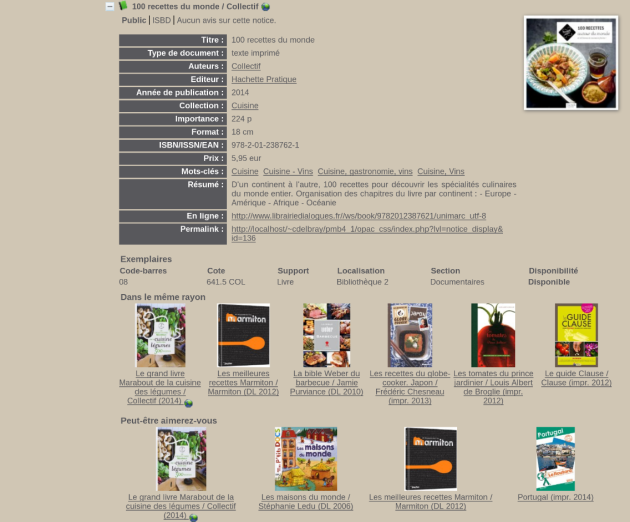 100 recettes du monde / Collectif
Public ISBD Aucun avis sur cette notice.
Titre : 100 recettes du monde
Type de document : texte imprimé
Auteurs : Collectif
Editeur : Hachette Pratique
Année de publication : 2014
Collection : Cuisine
Importance : 224 p
Format : 18 cm
ISBN/ISSN/EAN : 978-2-01-238762-1
Prix : 5,95 eur
Mots-clés : Cuisine Cuisine - Vins Cuisine, gastronomie, vins Cuisine, Vins
Résumé : D'un continent à l'autre, 100 recettes pour découvrir les spécialités culinaires
du monde entier. Organisation des chapitres du livre par continent : - Europe -
Amérique - Afrique - Océanie
En ligne : http://www.librairiedialogues.fr//ws/book/9782012387621/unimarc_utf-8
Permalink : http://localhost/~cdelbray/pmb4_1/opac_css/index.php?lvl=notice_display&
id=136
Exemplaires
Code-barres Cote Support Localisation Section Disponibilité
08 641.5 COL Livre Bibliothèque 2 Documentaires Disponible
Dans le même rayon
cuisine
légumes
marmiton
weber
JAPON
GUIDE
CLAUSE
Le grand livre
Marabout de la cuisine
des légumes /
Collectif (2014)
Les meilleures
recettes Marmiton /
Marmiton (DL 2012)
La bible Weber du
barbecue / Jamie
Purviance (DL 2010)
Les recettes du globe-
cooker. Japon /
Frédéric Chesneau
(impr. 2013)
Les tomates du prince
jardinier / Louis Albert
de Broglie (impr.
2012)
Le guide Clause /
Clause (impr. 2012)
Peut-être aimerez-vous
cuisine
légumes
Les maisons
du monde
marmiton
Portugal
Le grand livre Marabout de la
cuisine des légumes / Collectif
(2014)
Les maisons du monde /
Stéphanie Ledu (DL 2006)
Les meilleures recettes Marmiton /
Marmiton (DL 2012)
Portugal (impr. 2014)